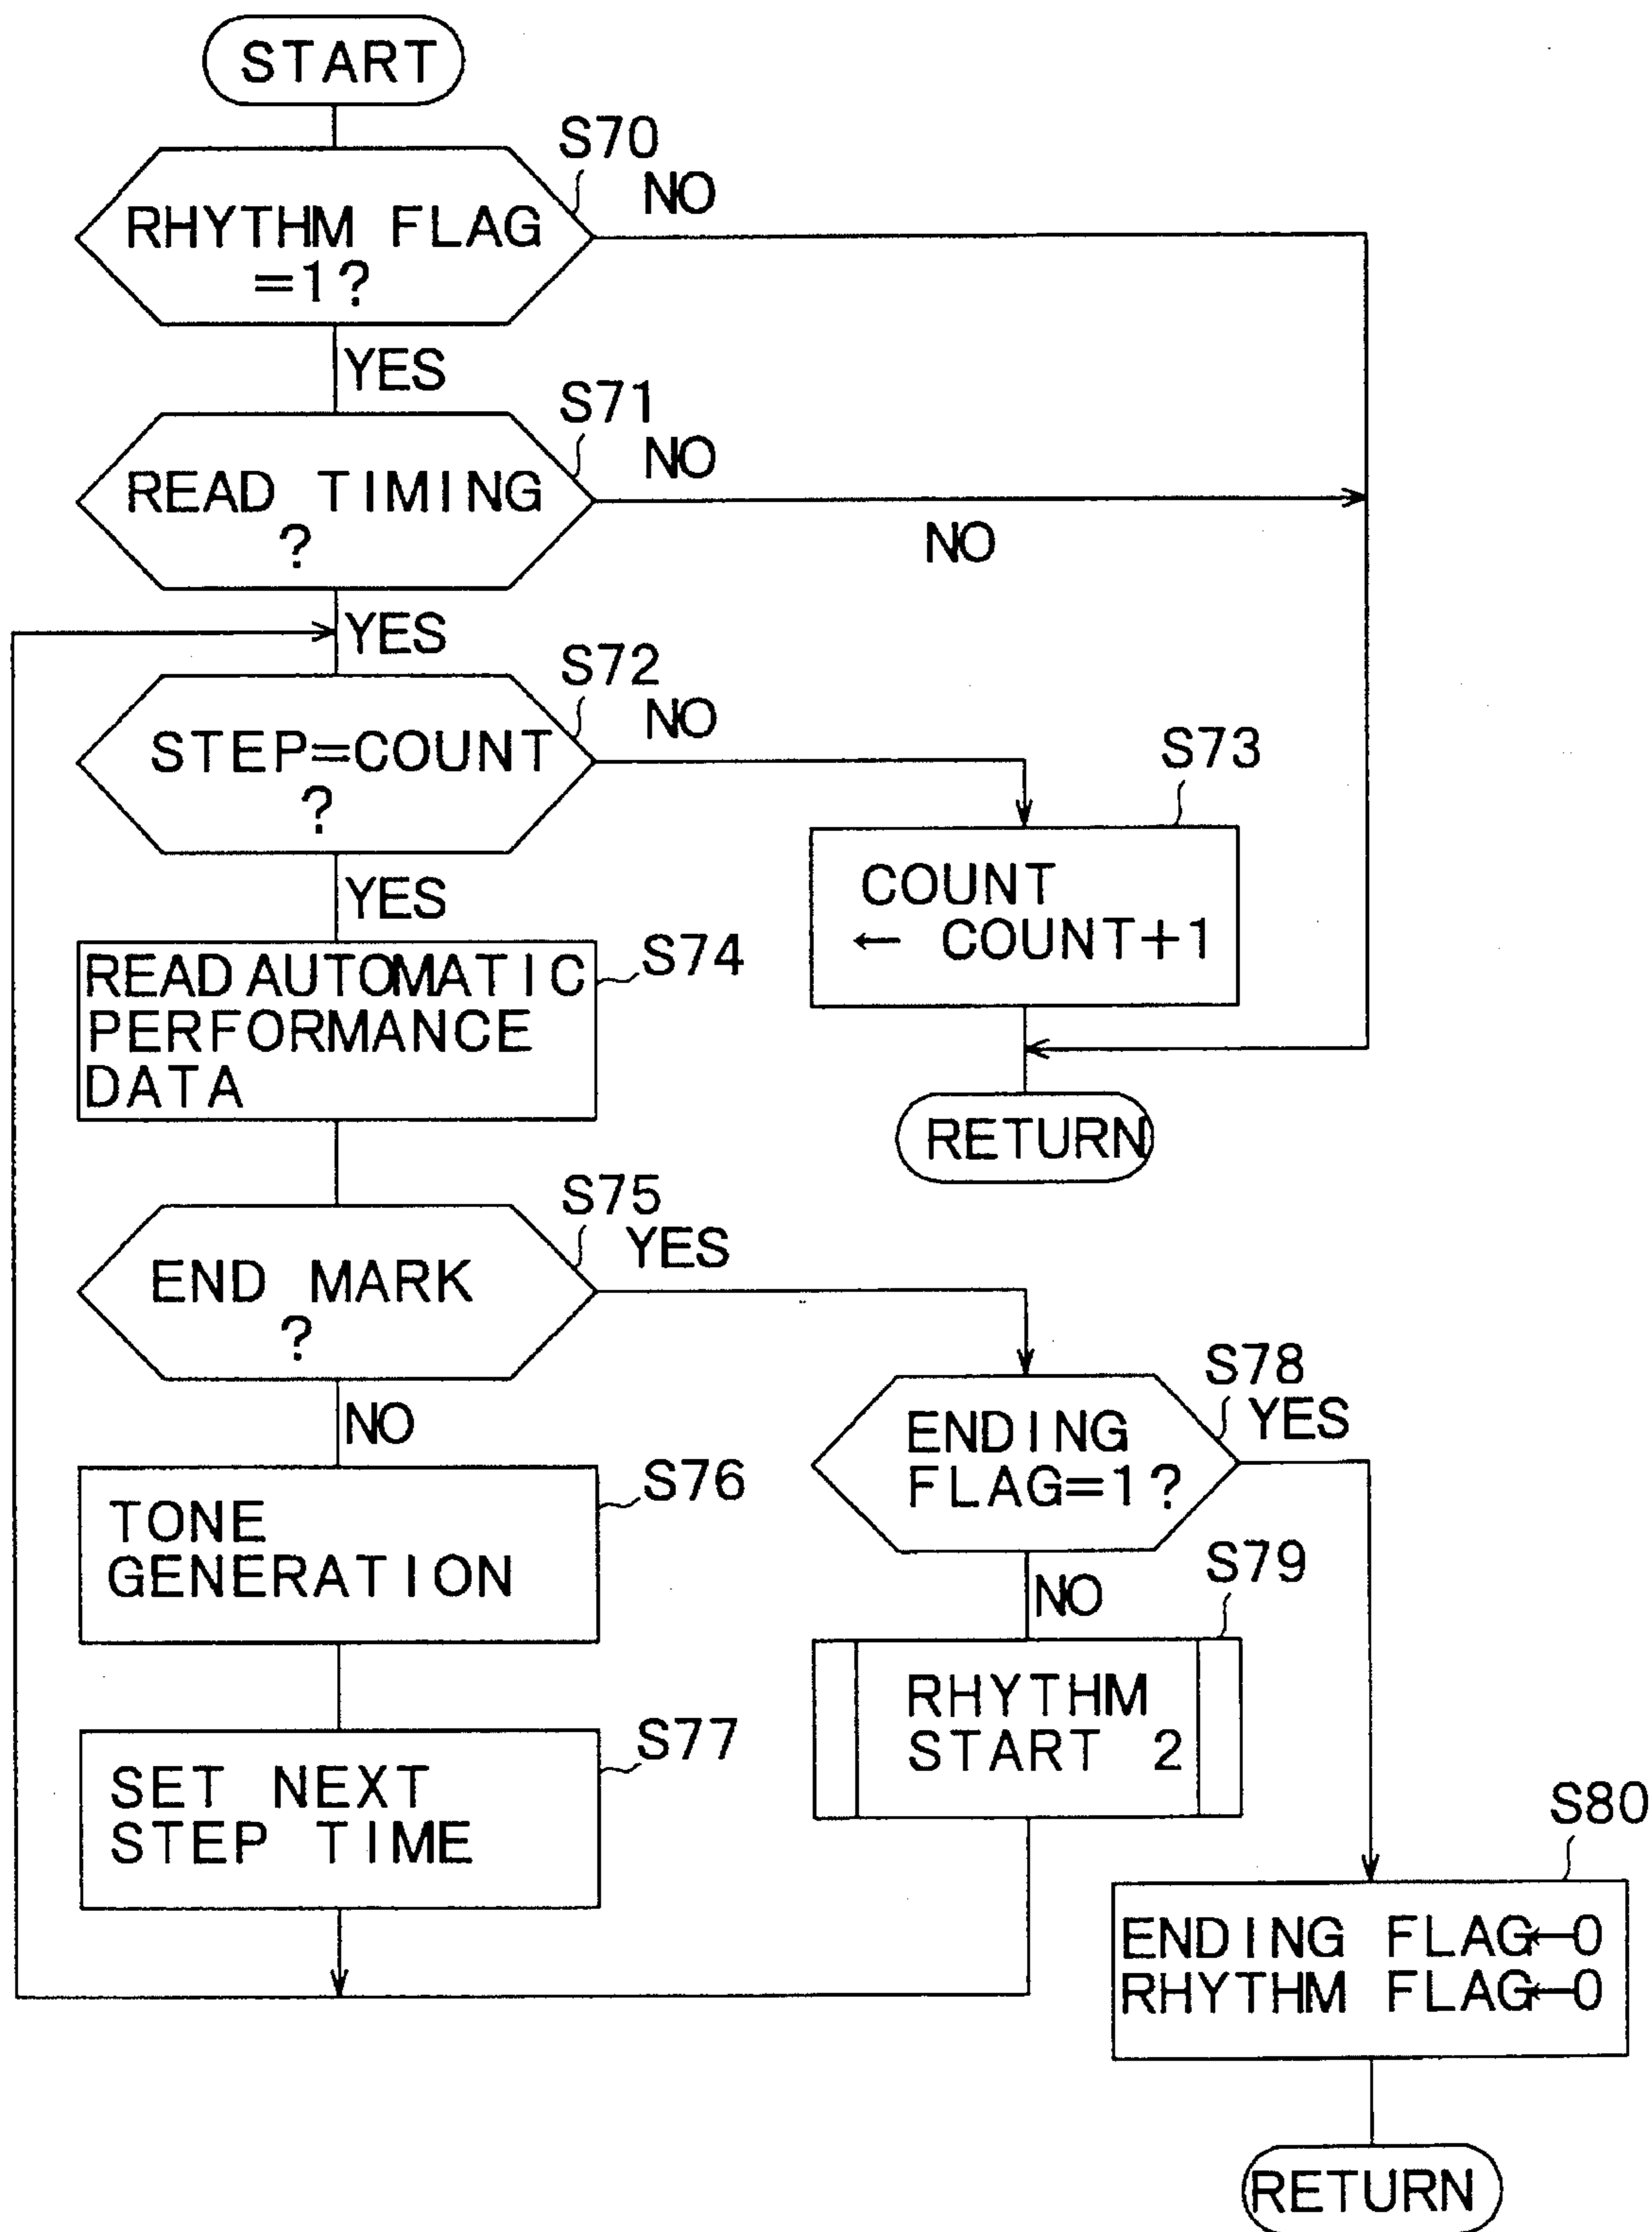 START
S70
NO
RHYTHM FLAG
=1?
YES
S71
NO
READ TIMING
?
NO
YES
S72
NO
STEP=COUNT
?
S73
COUNT
← COUNT+1
YES
S74
READ AUTOMATIC
PERFORMANCE
DATA
RETURN
S75
YES
END MARK
?
NO
S78
YES
ENDING
FLAG=1?
S76
TONE
GENERATION
NO
S79
RHYTHM
START 2
S77
SET NEXT
STEP TIME
S80
ENDING FLAG←0
RHYTHM FLAG←0
RETURN